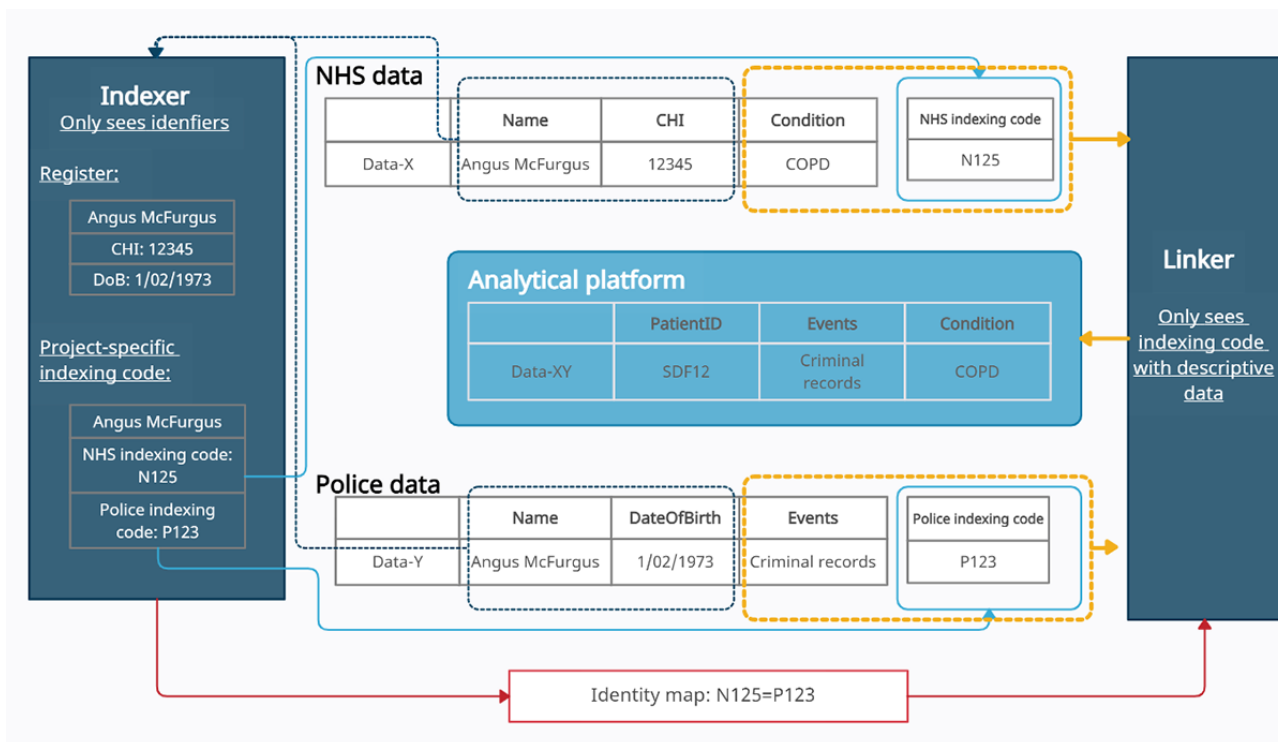 Indexer
Only sees idenfiers
Register:
Angus McFurgus
CHI: 12345
DoB: 1/02/1973
Project-specific
indexing code:
Angus McFurgus
NHS indexing code:
N125
Police indexing
code: P123
NHS data
Name CHI Condition
Data-X Angus McFurgus 12345 COPD
NHS indexing code
N125
Analytical platform
PatientID Events Condition
Data-XY SDF12 Criminal records COPD
Police data
Name DateOfBirth Events
Data-Y Angus McFurgus 1/02/1973 Criminal records
Police indexing code
P123
Linker
Only sees
indexing code
with descriptive
data
Identity map: N125=P123